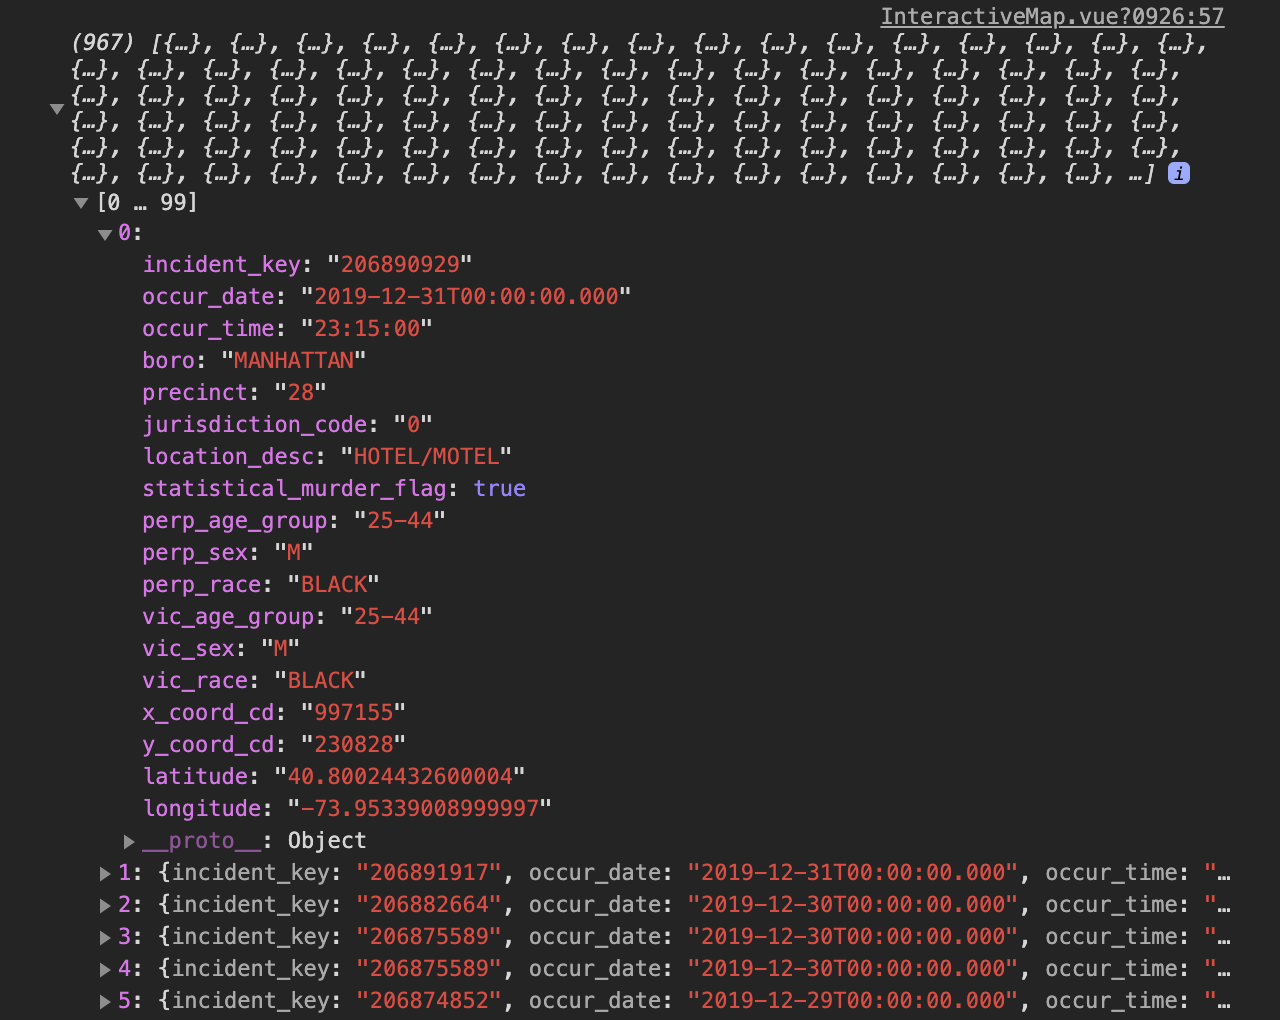 InteractiveMap.vue?0926:57
(967) [{…}, {…}, {…}, {…}, {…}, {…}, {…}, {…}, {…}, {…}, {…}, {…}, {…}, {…}, {…}, {…},
{…}, {…}, {…}, {…}, {…}, {…}, {…}, {…}, {…}, {…}, {…}, {…}, {…}, {…}, {…}, {…}, {…},
{…}, {…}, {…}, {…}, {…}, {…}, {…}, {…}, {…}, {…}, {…}, {…}, {…}, {…}, {…}, {…}, {…},
{…}, {…}, {…}, {…}, {…}, {…}, {…}, {…}, {…}, {…}, {…}, {…}, {…}, {…}, {…}, {…}, {…},
{…}, {…}, {…}, {…}, {…}, {…}, {…}, {…}, {…}, {…}, {…}, {…}, {…}, {…}, {…}, {…}, {…},
{…}, {…}, {…}, {…}, {…}, {…}, {…}, {…}, {…}, {…}, {…}, {…}, {…}, {…}, {…}, {…}, …] i
[0 … 99]
0:
incident_key: "206890929"
occur_date: "2019-12-31T00:00:00.000"
occur_time: "23:15:00"
boro: "MANHATTAN"
precinct: "28"
jurisdiction_code: "0"
location_desc: "HOTEL/MOTEL"
statistical_murder_flag: true
perp_age_group: "25-44"
perp_sex: "M"
perp_race: "BLACK"
vic_age_group: "25-44"
vic_sex: "M"
vic_race: "BLACK"
x_coord_cd: "997155"
y_coord_cd: "230828"
latitude: "40.80024432600004"
longitude: "-73.95339008999997"
__proto__: Object
1: {incident_key: "206891917", occur_date: "2019-12-31T00:00:00.000", occur_time: "…
2: {incident_key: "206882664", occur_date: "2019-12-30T00:00:00.000", occur_time: "…
3: {incident_key: "206875589", occur_date: "2019-12-30T00:00:00.000", occur_time: "…
4: {incident_key: "206875589", occur_date: "2019-12-30T00:00:00.000", occur_time: "…
5: {incident_key: "206874852", occur_date: "2019-12-29T00:00:00.000", occur_time: "…